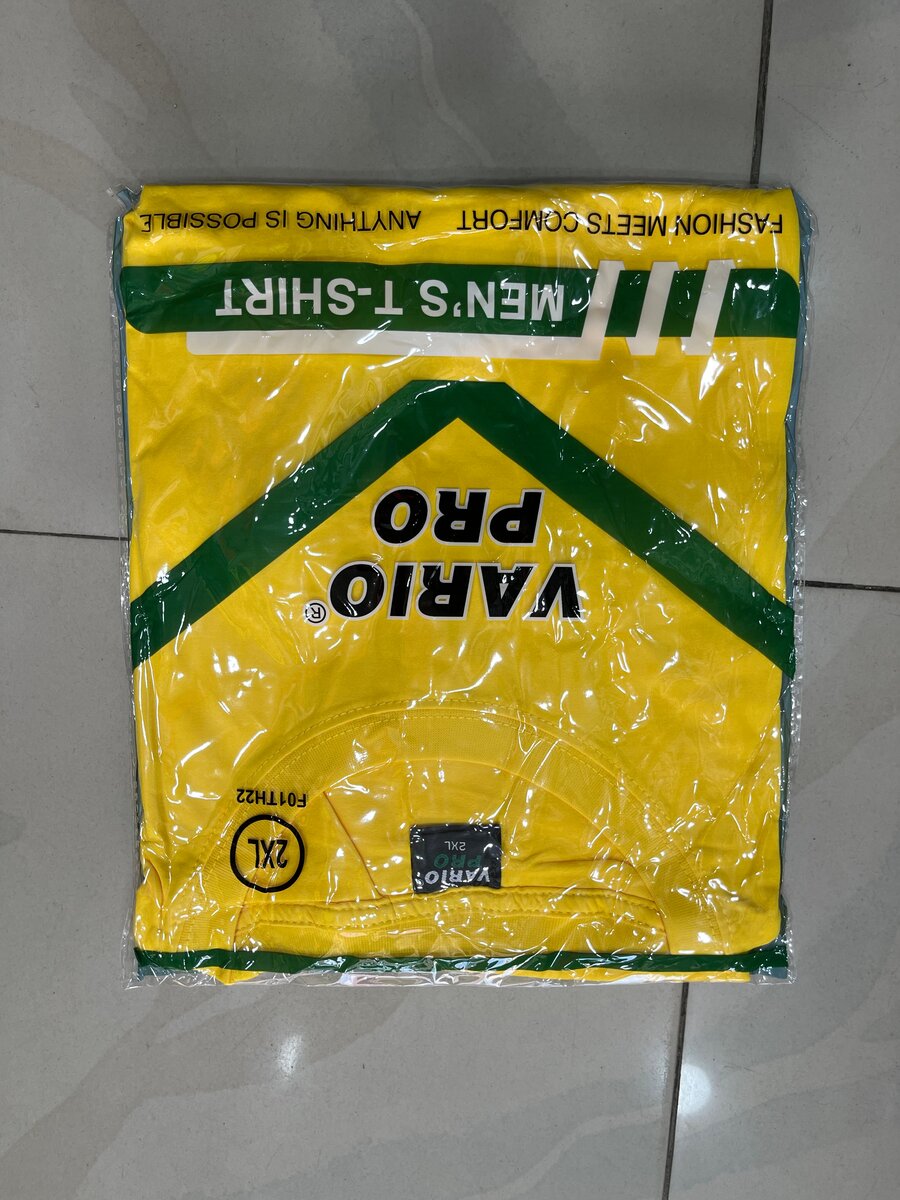 2XL
F01TH22
VARIO
PRO
2XL
VARIO®
PRO
MEN'S T-SHIRT
FASHION MEETS COMFORT ANYTHING IS POSSIBLE